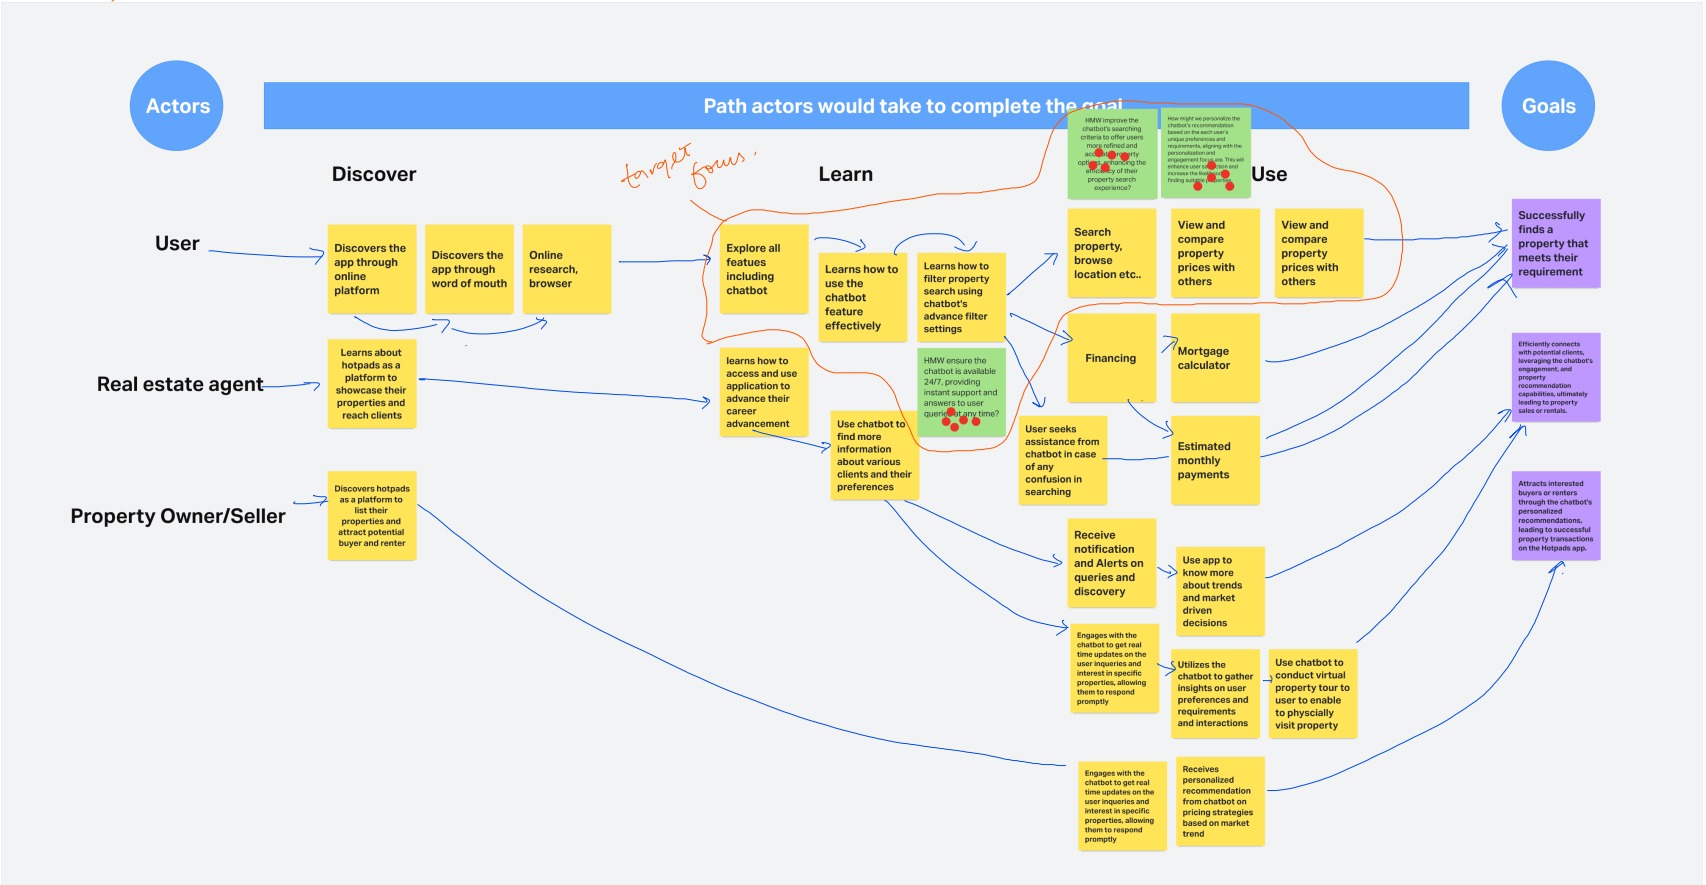 Actors
Path actors would take to complete the goal
Goals
target
focus.
Discover
Learn
Use
HMW improve the
chatbot's searching
criteria to offer users
more refined and
accurate property
options, enhancing the
efficiency of their
property search
experience?
How might we personalize the
chatbot's recommendation
based on the each user's
unique preferences and
requirements, aligning with the
personalization and
engagement focus are. This will
enhance user satisfaction and
increase the likelihood
finding suitable properties.
User
Discovers the
app through
online
platform
Discovers the
app through
word of mouth
Online
research,
browser
Explore all
featues
including
chatbot
Learns how to
use the
chatbot
feature
effectively
Learns how to
filter property
search using
chatbot's
advance filter
settings
Search
property,
browse
location etc..
View and
compare
property
prices with
others
View and
compare
property
prices with
others
Successfully
finds a
property that
meets their
requirement
Real estate agent
Learns about
hotpads as a
platform to
showcase their
properties and
reach clients
learns how to
access and use
application to
advance their
career
advancement
Use chatbot to
find more
information
about various
clients and their
preferences
HMW ensure the
chatbot is available
24/7, providing
instant support and
answers to user
queries at any time?
Financing
Mortgage
calculator
User seeks
assistance from
chatbot in case
of any
confusion in
searching
Estimated
monthly
payments
Efficiently connects
with potential clients,
leveraging the chatbot's
engagement, and
property
recommendation
capabilities, ultimately
leading to property
sales or rentals.
Property Owner/Seller
Discovers hotpads
as a platform to
list their
properties and
attract potential
buyer and renter
Receive
notification
and Alerts on
queries and
discovery
Use app to
know more
about trends
and market
driven
decisions
Attracts interested
buyers or renters
through the chatbot's
personalized
recommendations,
leading to successful
property transactions
on the Hotpads app.
Engages with the
chatbot to get real
time updates on the
user inqueries and
interest in specific
properties, allowing
them to respond
promptly
Utilizes the
chatbot to gather
insights on user
preferences and
requirements
and interactions
Use chatbot to
conduct virtual
property tour to
user to enable
to physcially
visit property
Engages with the
chatbot to get real
time updates on the
user inqueries and
interest in specific
properties, allowing
them to respond
promptly
Receives
personalized
recommendation
from chatbot on
pricing strategies
based on market
trend